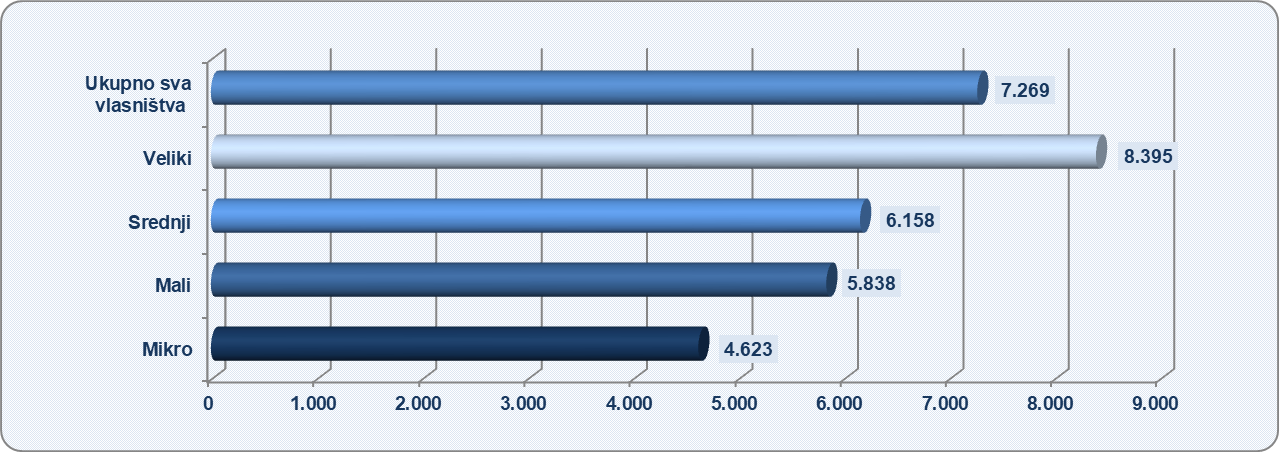 Ukupno sva
vlasništva
7.269
Veliki
8.395
Srednji
6.158
Mali
5.838
Mikro
4.623
0 1.000 2.000 3.000 4.000 5.000 6.000 7.000 8.000 9.000